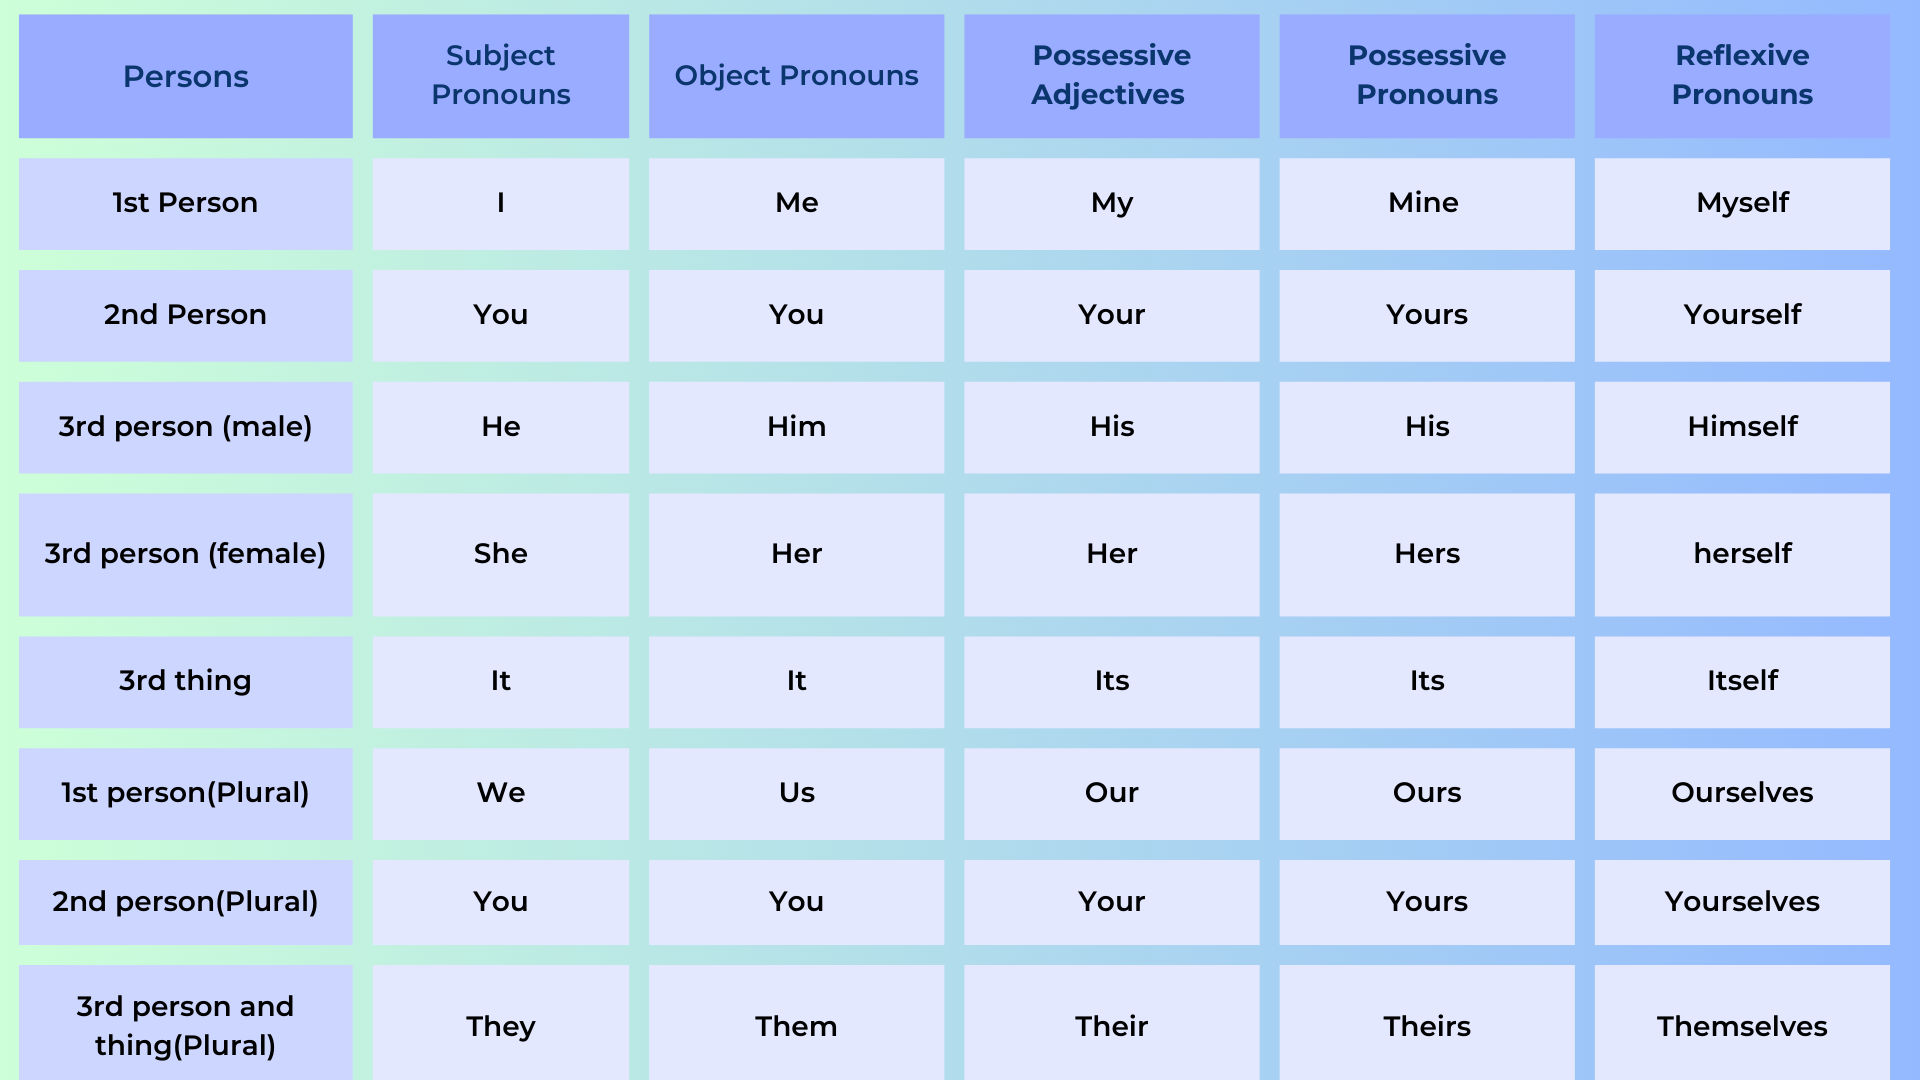 Persons
Subject
Pronouns
Object Pronouns
Possessive
Adjectives
Possessive
Pronouns
Reflexive
Pronouns
1st Person
I
Me
My
Mine
Myself
2nd Person
You
You
Your
Yours
Yourself
3rd person (male)
He
Him
His
His
Himself
3rd person (female)
She
Her
Her
Hers
herself
3rd thing
It
It
Its
Its
Itself
1st person(Plural)
We
Us
Our
Ours
Ourselves
2nd person(Plural)
You
You
Your
Yours
Yourselves
3rd person and
thing(Plural)
They
Them
Their
Theirs
Themselves